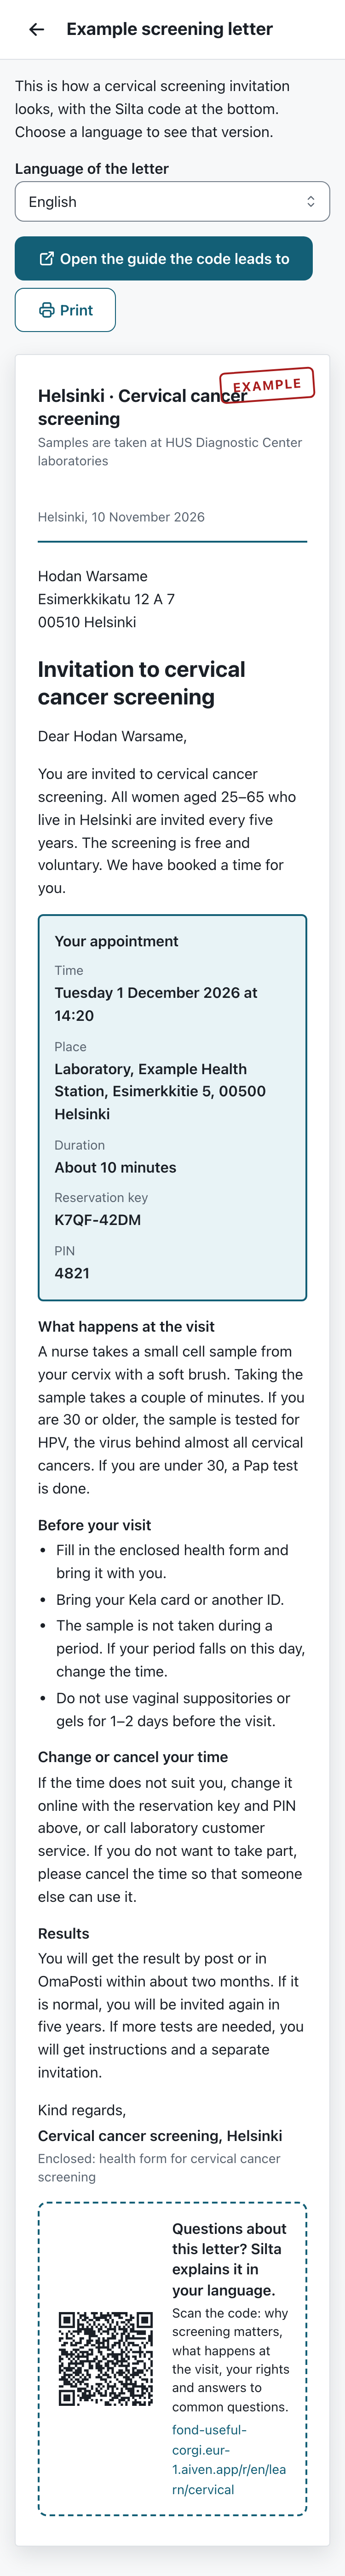 Example screening letter
This is how a cervical screening invitation
looks, with the Silta code at the bottom.
Choose a language to see that version.
Language of the letter
English
Open the guide the code leads to
Print
EXAMPLE
Helsinki · Cervical cancer
screening
Samples are taken at HUS Diagnostic Center
laboratories
Helsinki, 10 November 2026
Hodan Warsame
Esimerkkikatu 12 A 7
00510 Helsinki
Invitation to cervical
cancer screening
Dear Hodan Warsame,
You are invited to cervical cancer
screening. All women aged 25–65 who
live in Helsinki are invited every five
years. The screening is free and
voluntary. We have booked a time for
you.
Your appointment
Time
Tuesday 1 December 2026 at
14:20
Place
Laboratory, Example Health
Station, Esimerkkitie 5, 00500
Helsinki
Duration
About 10 minutes
Reservation key
K7QF-42DM
PIN
4821
What happens at the visit
A nurse takes a small cell sample from
your cervix with a soft brush. Taking the
sample takes a couple of minutes. If you
are 30 or older, the sample is tested for
HPV, the virus behind almost all cervical
cancers. If you are under 30, a Pap test
is done.
Before your visit
• Fill in the enclosed health form and
bring it with you.
• Bring your Kela card or another ID.
• The sample is not taken during a
period. If your period falls on this day,
change the time.
• Do not use vaginal suppositories or
gels for 1–2 days before the visit.
Change or cancel your time
If the time does not suit you, change it
online with the reservation key and PIN
above, or call laboratory customer
service. If you do not want to take part,
please cancel the time so that someone
else can use it.
Results
You will get the result by post or in
OmaPosti within about two months. If it
is normal, you will be invited again in
five years. If more tests are needed, you
will get instructions and a separate
invitation.
Kind regards,
Cervical cancer screening, Helsinki
Enclosed: health form for cervical cancer
screening
Questions about
this letter? Silta
explains it in
your language.
Scan the code: why
screening matters,
what happens at
the visit, your rights
and answers to
common questions.
fond-useful-
corgi.eur-
1.aiven.app/r/en/lea
rn/cervical